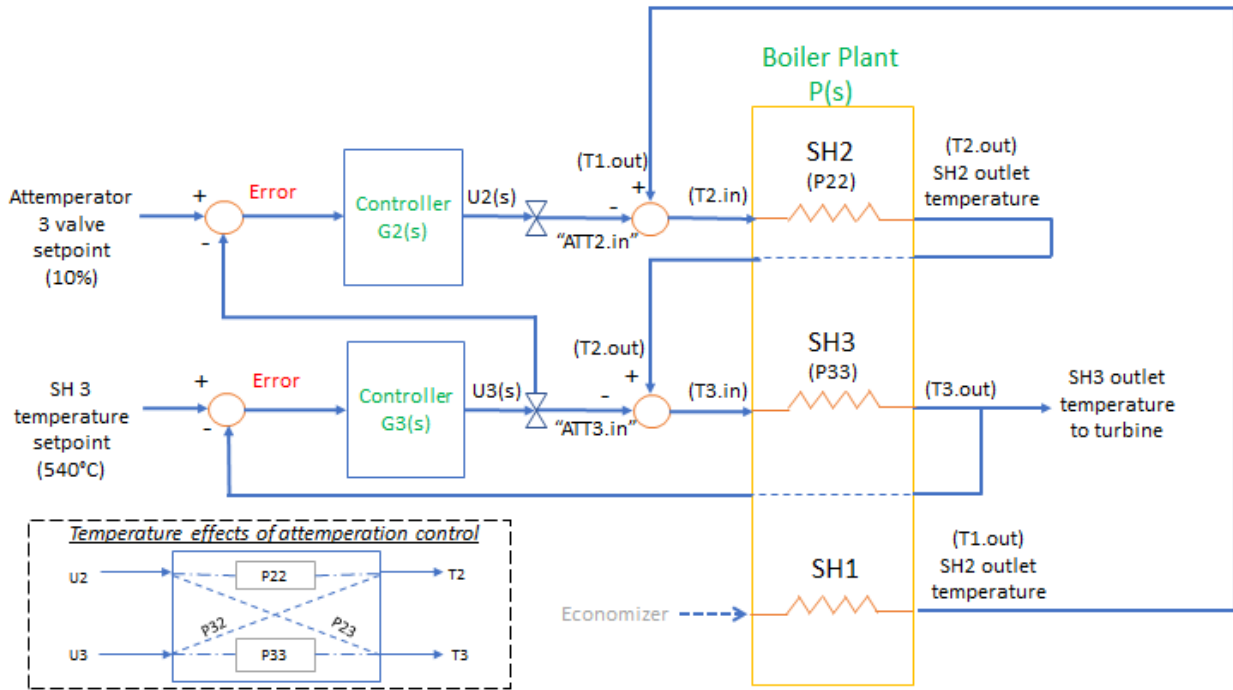 Boiler Plant
P(s)
(T1.out)
SH2
(P22)
(T2.out)
SH2 outlet
temperature
Attemperator
3 valve
setpoint
(10%)
+
-
Error
Controller
G2(s)
U2(s)
-
+
"ATT2.in"
(T2.in)
(T2.out)
SH 3
temperature
setpoint
(540°C)
+
-
Error
Controller
G3(s)
U3(s)
-
+
"ATT3.in"
(T3.in)
SH3
(P33)
(T3.out)
SH3 outlet
temperature
to turbine
Temperature effects of attemperation control
U2
P22
T2
P32
P23
U3
P33
T3
Economizer
SH1
(T1.out)
SH2 outlet
temperature